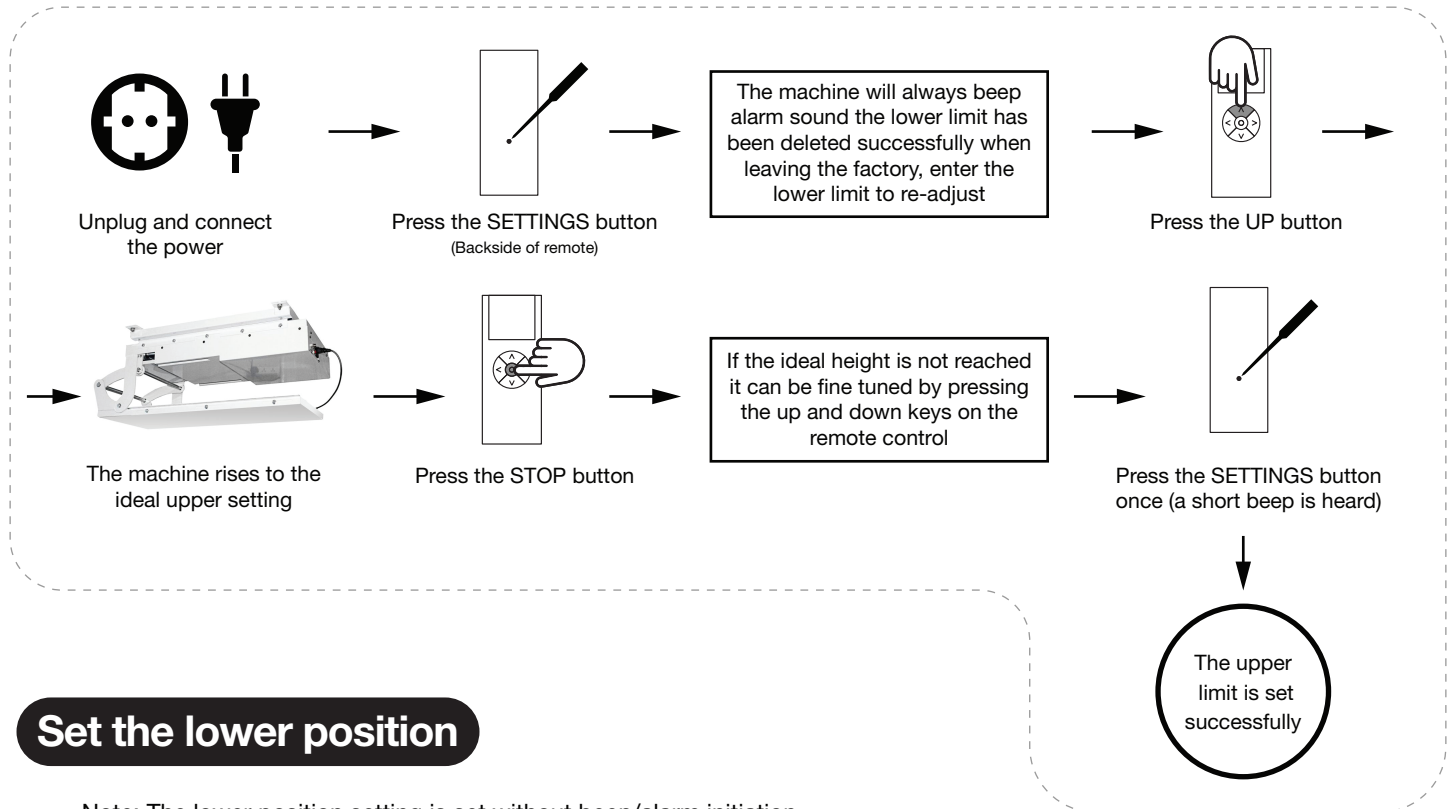 Unplug and connect
the power
Press the SETTINGS button
(Backside of remote)
The machine will always beep
alarm sound the lower limit has
been deleted successfully when
leaving the factory, enter the
lower limit to re-adjust
Press the UP button
The machine rises to the
ideal upper setting
Press the STOP button
If the ideal height is not reached
it can be fine tuned by pressing
the up and down keys on the
remote control
Press the SETTINGS button
once (a short beep is heard)
The upper
limit is set
successfully
Set the lower position
Note: The lower position setting is set without beep/alarm initiation